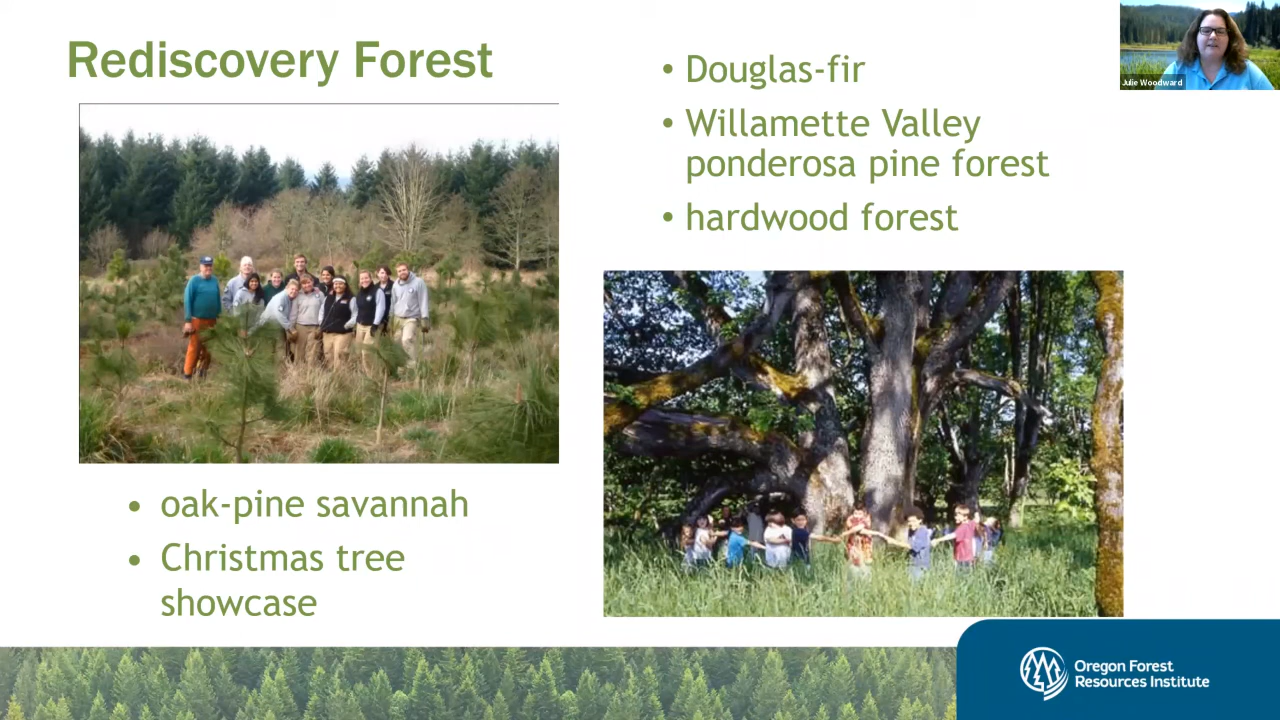 Rediscovery Forest
• Douglas-fir
• Willamette Valley
ponderosa pine forest
• hardwood forest
Julie Woodward
• oak-pine savannah
• Christmas tree
showcase
Oregon Forest
Resources Institute